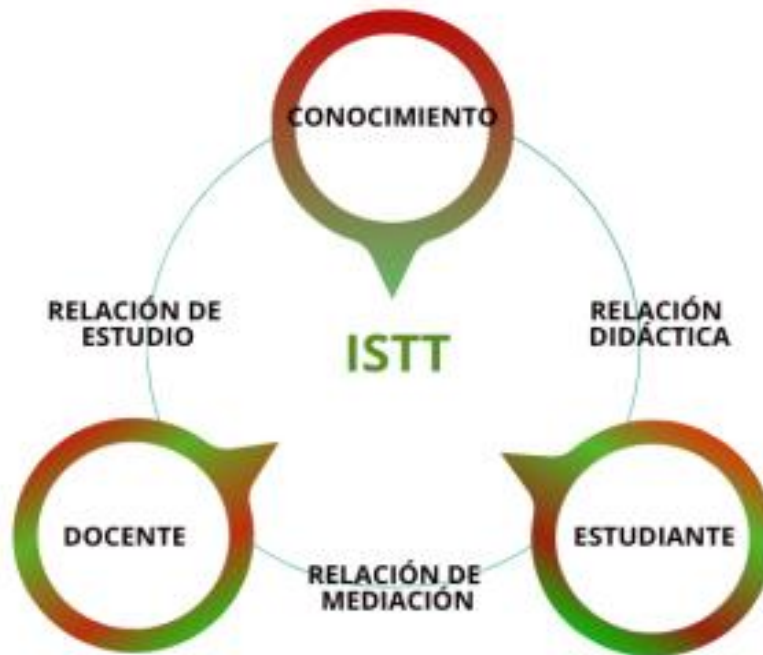 CONOCIMIENTO
RELACIÓN DE
ESTUDIO
RELACIÓN
DIDÁCTICA
ISTT
DOCENTE
ESTUDIANTE
RELACIÓN DE
MEDIACIÓN